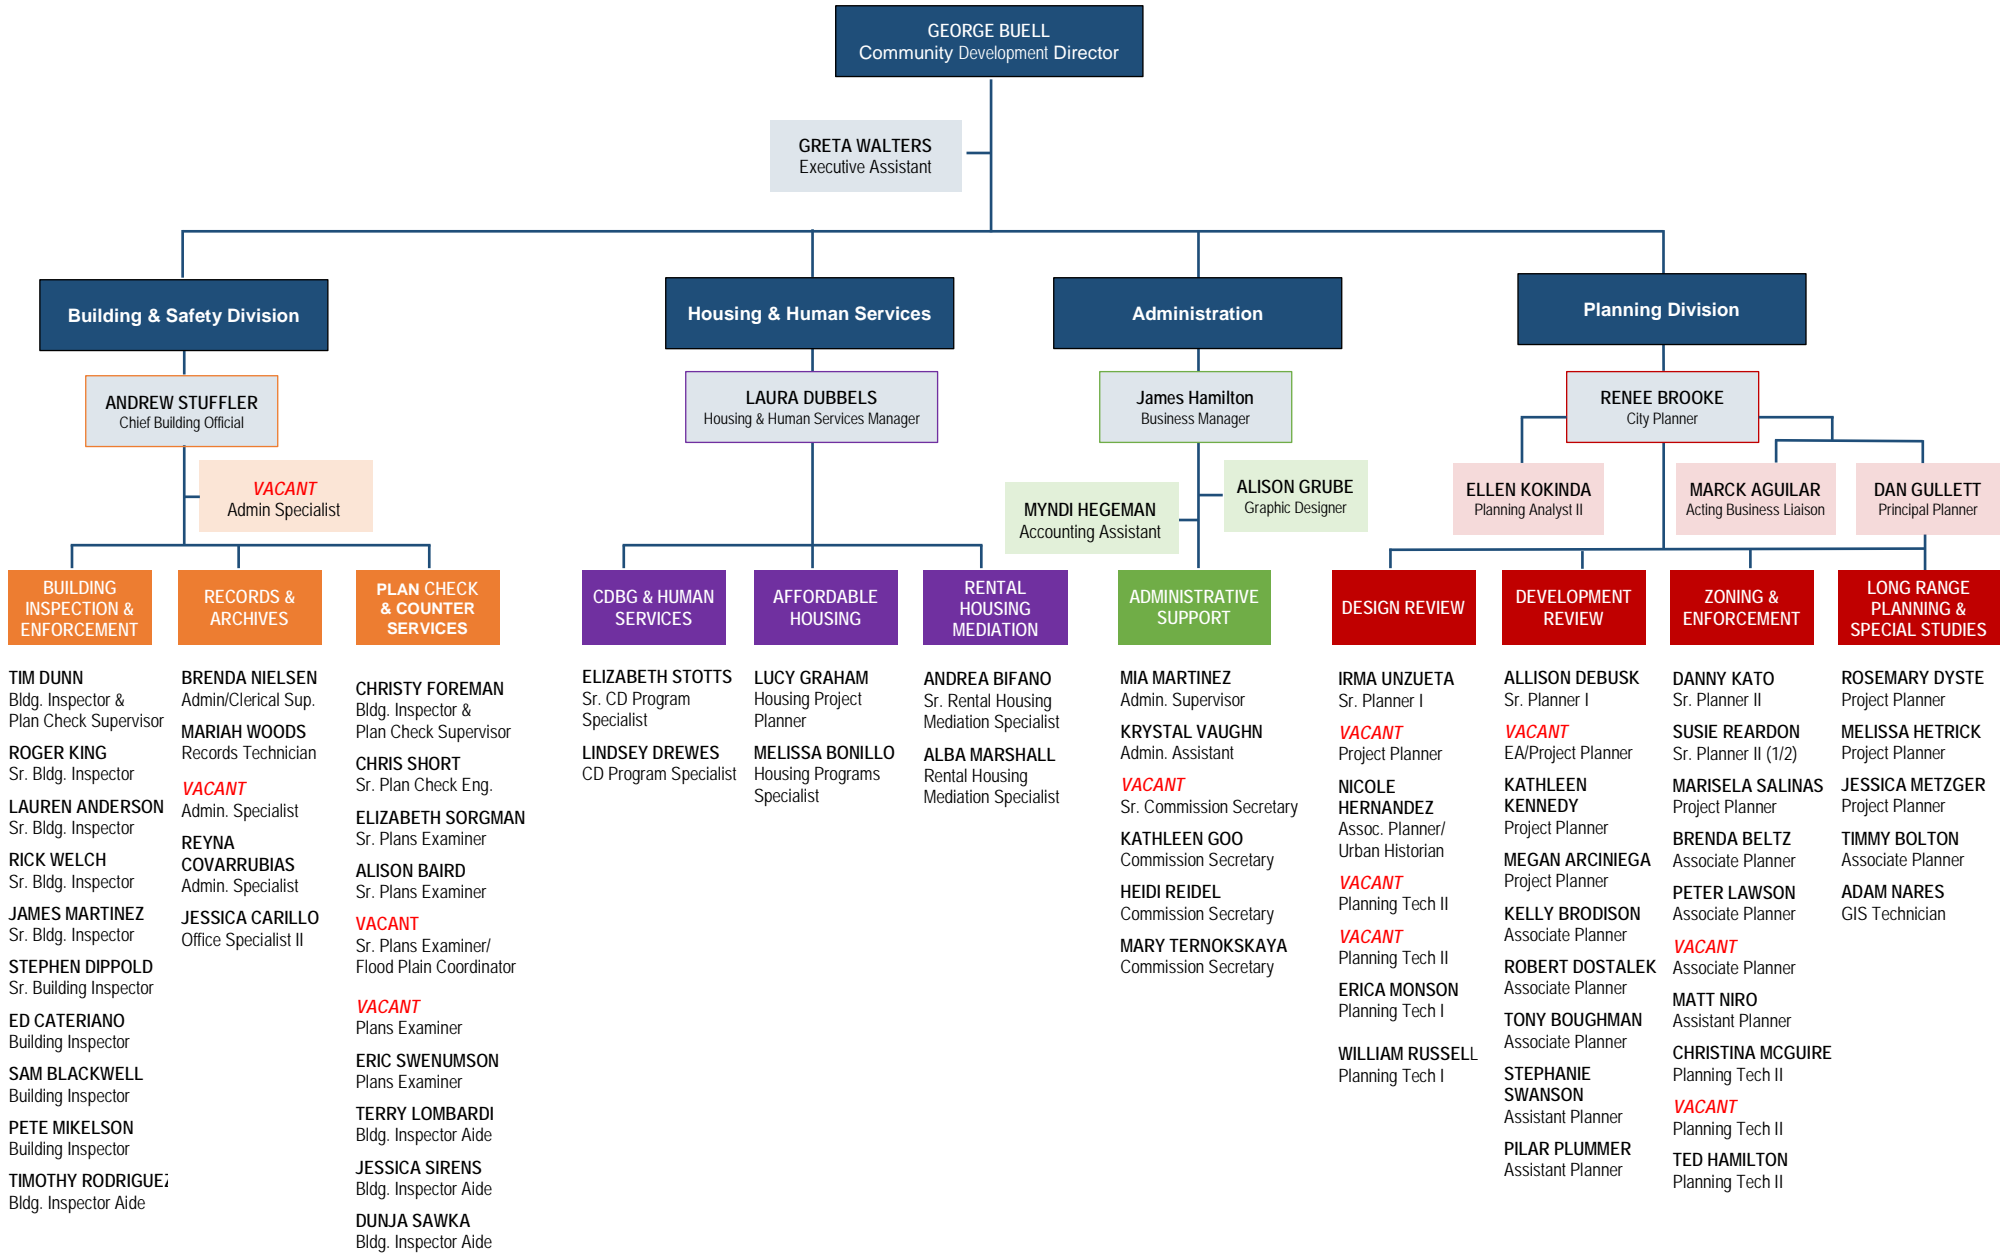 GEORGE BUELL
Community Development Director
GRETA WALTERS
Executive Assistant
Building & Safety Division
Housing & Human Services
Administration
Planning Division
ANDREW STUFFLER
Chief Building Official
LAURA DUBBELS
Housing & Human Services Manager
James Hamilton
Business Manager
RENEE BROOKE
City Planner
VACANT
Admin Specialist
MYNDI HEGEMAN
Accounting Assistant
ALISON GRUBE
Graphic Designer
ELLEN KOKINDA
Planning Analyst II
MARCK AGUILAR
Acting Business Liaison
DAN GULLETT
Principal Planner
BUILDING
INSPECTION &
ENFORCEMENT
TIM DUNN
Bldg. Inspector &
Plan Check Supervisor
ROGER KING
Sr. Bldg. Inspector
LAUREN ANDERSON
Sr. Bldg. Inspector
RICK WELCH
Sr. Bldg. Inspector
JAMES MARTINEZ
Sr. Bldg. Inspector
STEPHEN DIPPOLD
Sr. Building Inspector
ED CATERIANO
Building Inspector
SAM BLACKWELL
Building Inspector
PETE MIKELSON
Building Inspector
TIMOTHY RODRIGUEZ
Bldg. Inspector Aide
RECORDS &
ARCHIVES
BRENDA NIELSEN
Admin/Clerical Sup.
MARIAH WOODS
Records Technician
VACANT
Admin. Specialist
REYNA
COVARRUBIAS
Admin. Specialist
JESSICA CARILLO
Office Specialist II
PLAN CHECK
& COUNTER
SERVICES
CHRISTY FOREMAN
Bldg. Inspector &
Plan Check Supervisor
CHRIS SHORT
Sr. Plan Check Eng.
ELIZABETH SORGMAN
Sr. Plans Examiner
ALISON BAIRD
Sr. Plans Examiner
VACANT
Sr. Plans Examiner/
Flood Plain Coordinator
VACANT
Plans Examiner
ERIC SWENUMSON
Plans Examiner
TERRY LOMBARDI
Bldg. Inspector Aide
JESSICA SIRENS
Bldg. Inspector Aide
DUNJA SAWKA
Bldg. Inspector Aide
CDBG & HUMAN
SERVICES
ELIZABETH STOTTS
Sr. CD Program
Specialist
LINDSEY DREWES
CD Program Specialist
AFFORDABLE
HOUSING
LUCY GRAHAM
Housing Project
Planner
MELISSA BONILLO
Housing Programs
Specialist
RENTAL
HOUSING
MEDIATION
ANDREA BIFANO
Sr. Rental Housing
Mediation Specialist
ALBA MARSHALL
Rental Housing
Mediation Specialist
ADMINISTRATIVE
SUPPORT
MIA MARTINEZ
Admin. Supervisor
KRYSTAL VAUGHN
Admin. Assistant
VACANT
Sr. Commission Secretary
KATHLEEN GOO
Commission Secretary
HEIDI REIDEL
Commission Secretary
MARY TERNOKSKAYA
Commission Secretary
DESIGN REVIEW
IRMA UNZUETA
Sr. Planner I
VACANT
Project Planner
NICOLE
HERNANDEZ
Assoc. Planner/
Urban Historian
VACANT
Planning Tech II
VACANT
Planning Tech II
ERICA MONSON
Planning Tech I
WILLIAM RUSSELL
Planning Tech I
DEVELOPMENT
REVIEW
ALLISON DEBUSK
Sr. Planner I
VACANT
EA/Project Planner
KATHLEEN
KENNEDY
Project Planner
MEGAN ARCINIEGA
Project Planner
KELLY BRODISON
Associate Planner
ROBERT DOSTALEK
Associate Planner
TONY BOUGHMAN
Associate Planner
STEPHANIE
SWANSON
Assistant Planner
PILAR PLUMMER
Assistant Planner
ZONING &
ENFORCEMENT
DANNY KATO
Sr. Planner II
SUSIE REARDON
Sr. Planner II (1/2)
MARISELA SALINAS
Project Planner
BRENDA BELTZ
Associate Planner
PETER LAWSON
Associate Planner
VACANT
Associate Planner
MATT NIRO
Assistant Planner
CHRISTINA MCGUIRE
Planning Tech II
VACANT
Planning Tech II
TED HAMILTON
Planning Tech II
LONG RANGE
PLANNING &
SPECIAL STUDIES
ROSEMARY DYSTE
Project Planner
MELISSA HETRICK
Project Planner
JESSICA METZGER
Project Planner
TIMMY BOLTON
Associate Planner
ADAM NARES
GIS Technician